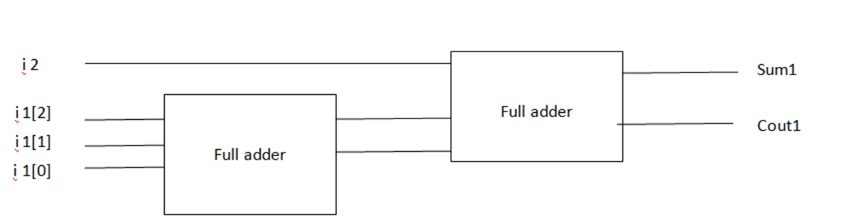 i 2
Sum1
i 1[2]
Full adder
Cout1
i 1[1]
Full adder
i 1[0]